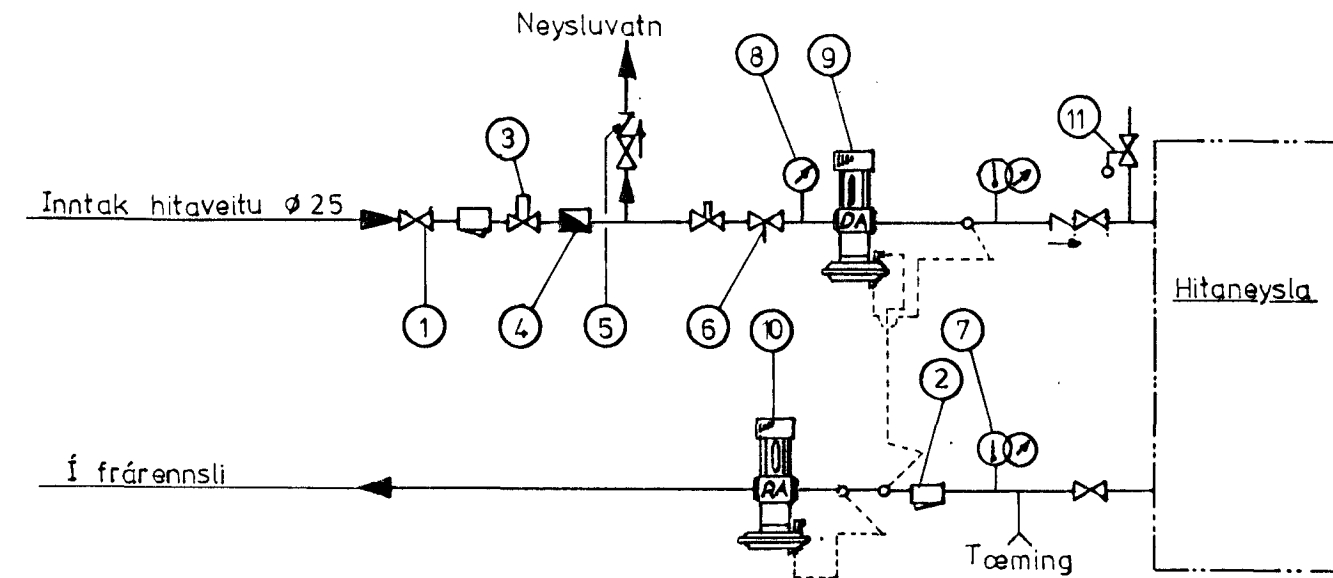 Neysluvatn
8
9
11
3
DA
Inntak hitaveitu ø 25
Hitaneysla
1
4
5
6
10
7
2
RA
Í frárennsli
Tæming